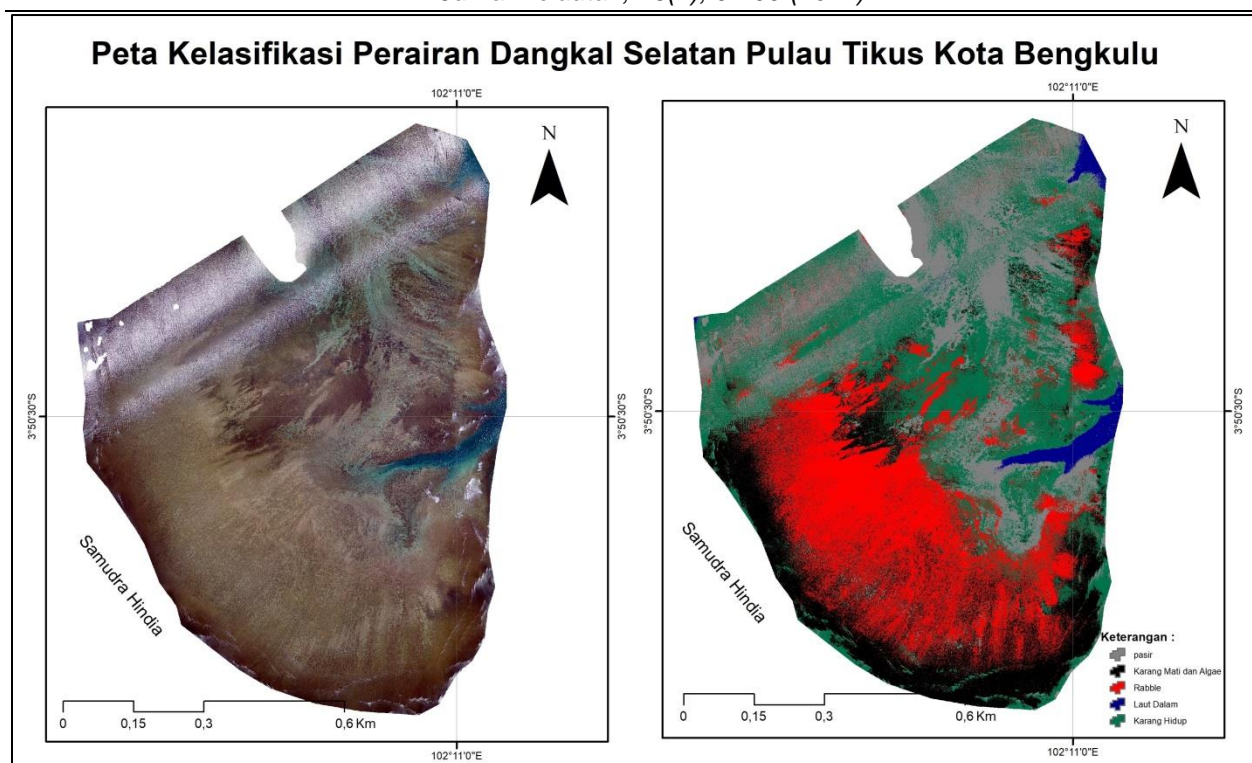 Peta Kelasifikasi Perairan Dangkal Selatan Pulau Tikus Kota Bengkulu
102°11'0"E
N
3°50'30"S
3°50'30"S
Samudra Hindia
0 0,15 0,3 0,6 Km
102°11'0"E
102°11'0"E
N
3°50'30"S
3°50'30"S
Samudra Hindia
Keterangan :
pasir
Karang Mati dan Algae
Rabble
Laut Dalam
Karang Hidup
0 0,15 0,3 0,6 Km
102°11'0"E